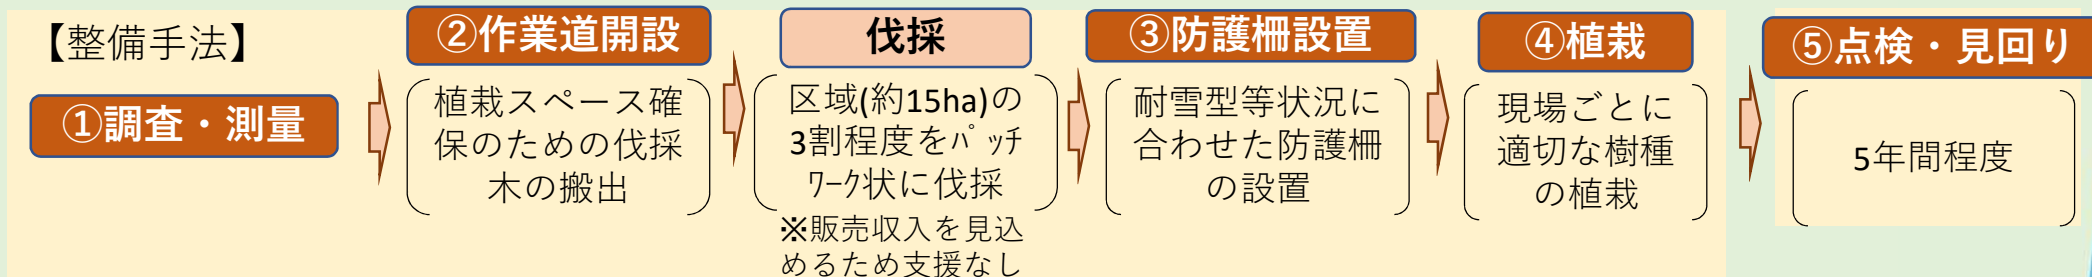 【整備手法】
①調査・測量
②作業道開設
植栽スペース確
保のための伐採
木の搬出
伐採
区域(約15ha)の
3割程度をﾊﾟｯﾁ
ﾜｰｸ状に伐採
※販売収入を見込
めるため支援なし
③防護柵設置
耐雪型等状況に
合わせた防護柵
の設置
④植栽
現場ごとに
適切な樹種
の植栽
⑤点検・見回り
5年間程度